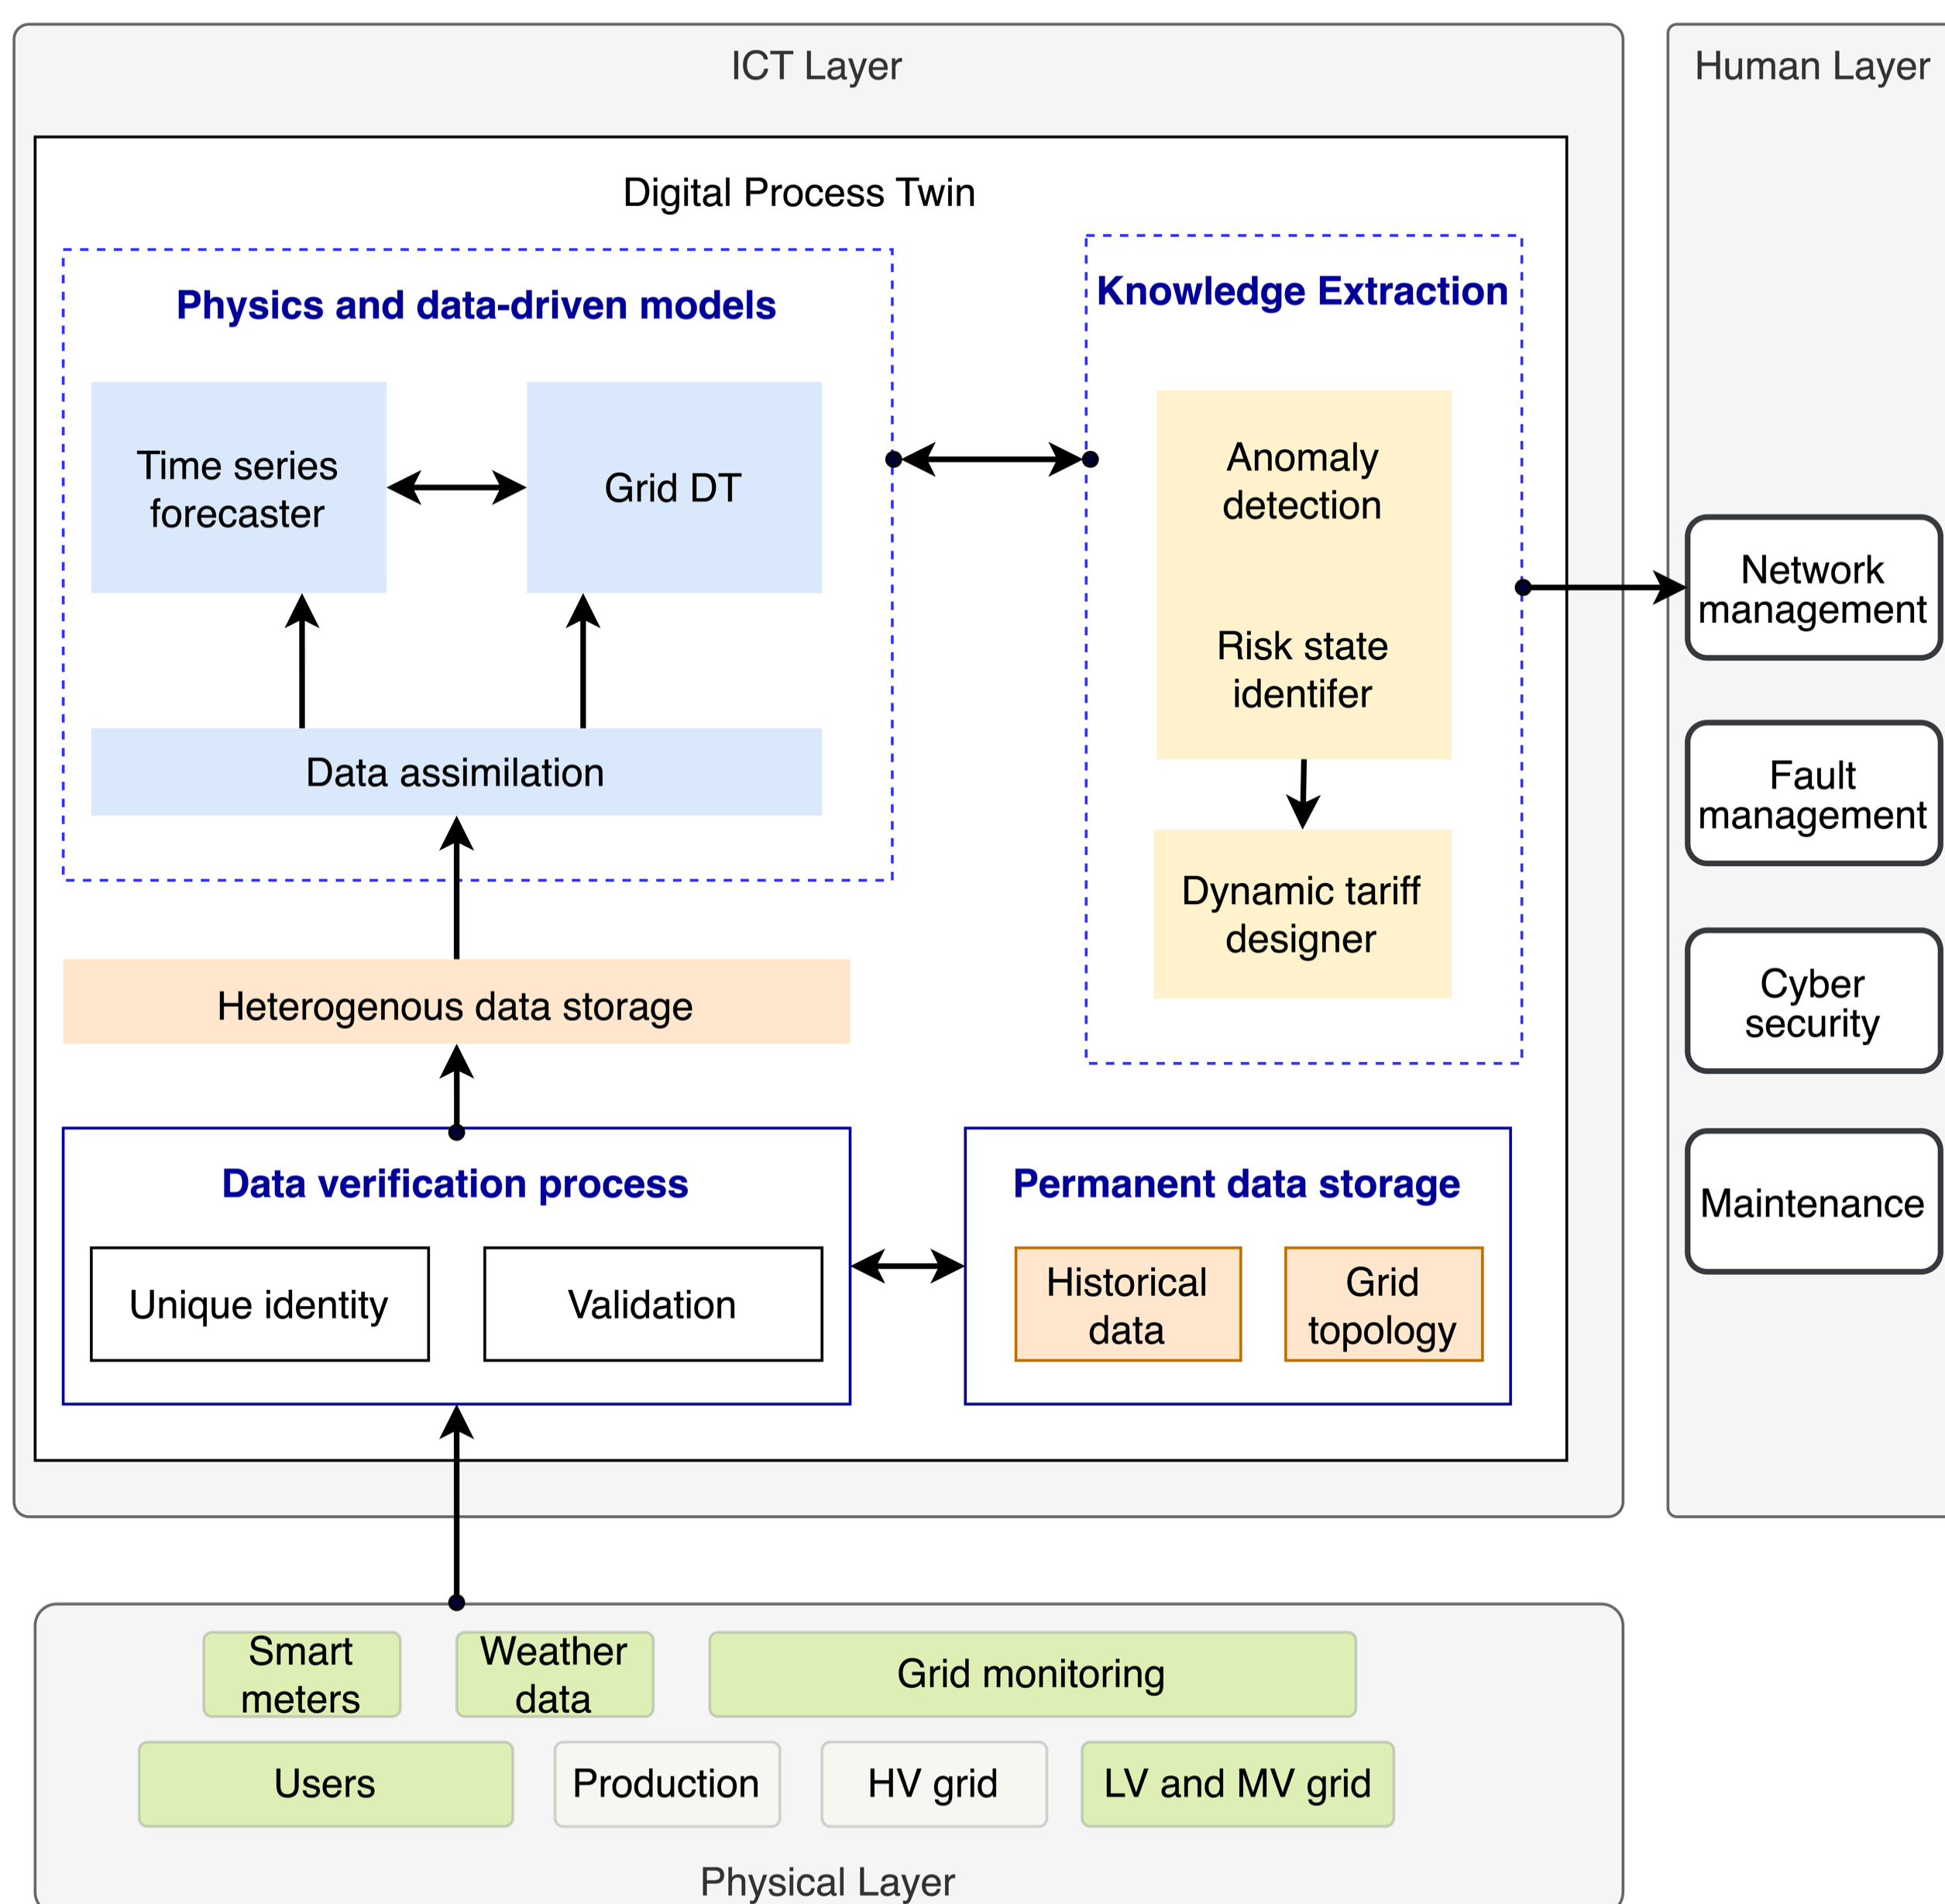 ICT Layer
Human Layer
Digital Process Twin
Physics and data-driven models
Knowledge Extraction
Time series
forecaster
Grid DT
Anomaly
detection
Risk state
identifer
Network
management
Data assimilation
Fault
management
Dynamic tariff
designer
Heterogenous data storage
Cyber
security
Data verification process
Permanent data storage
Maintenance
Unique identity
Validation
Historical
data
Grid
topology
Smart
meters
Weather
data
Grid monitoring
Users
Production
HV grid
LV and MV grid
Physical Layer